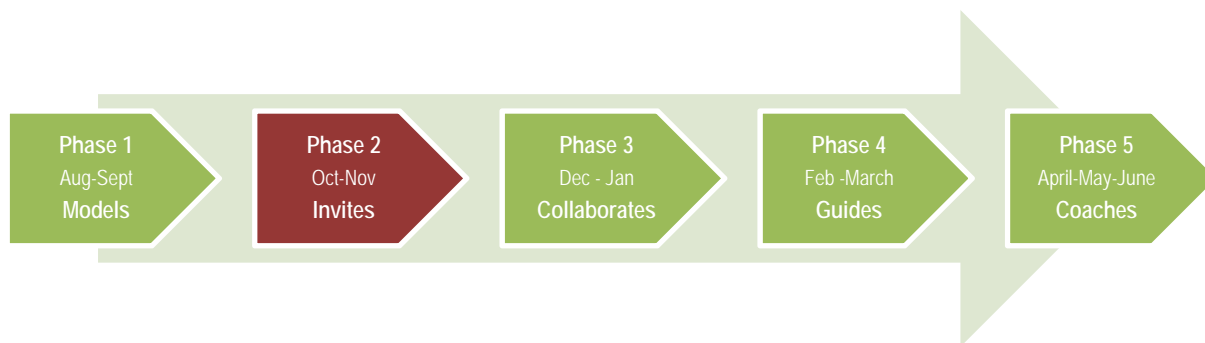 Phase 1
Aug-Sept
Models
Phase 2
Oct-Nov
Invites
Phase 3
Dec - Jan
Collaborates
Phase 4
Feb -March
Guides
Phase 5
April-May-June
Coaches